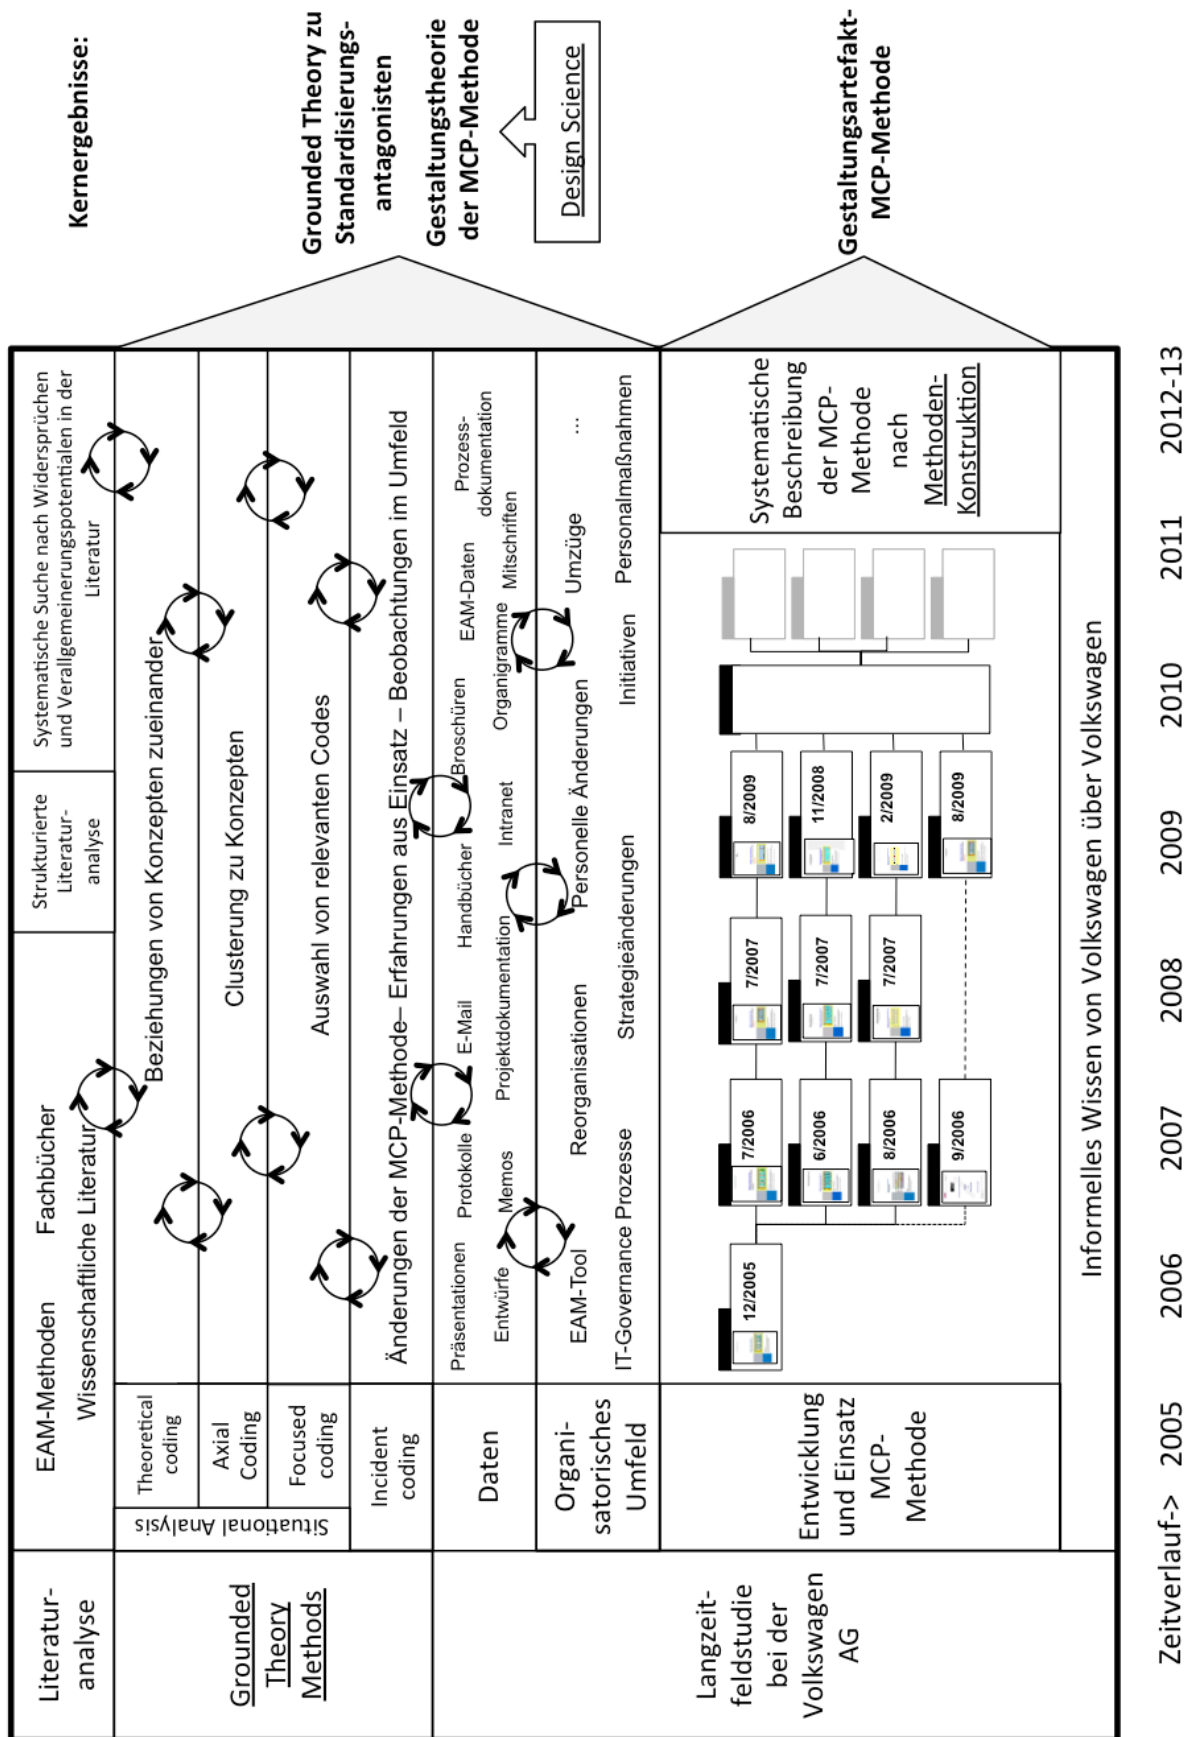 Kernergebnisse:
Literatur-
analyse
EAM-Methoden
Fachbücher
Wissenschaftliche Literatur
Strukturierte
Literatur-
analyse
Systematische Suche nach Widersprüchen
und Verallgemeinerungspotentialen in der
Literatur
Grounded
Theory
Methods
Situational Analysis
Theoretical
coding
Beziehungen von Konzepten zueinander
Axial
Coding
Clusterung zu Konzepten
Focused
coding
Auswahl von relevanten Codes
Incident
coding
Änderungen der MCP-Methode– Erfahrungen aus Einsatz – Beobachtungen im Umfeld
Grounded Theory zu
Standardisierungs-
antagonisten
Gestaltungstheorie
der MCP-Methode
Design Science
Langzeit-
feldstudie
bei der
Volkswagen
AG
Daten
Präsentationen
Protokolle
E-Mail
Handbücher
Broschüren
EAM-Daten
Prozess-
dokumentation
Entwürfe
Memos
Projektdokumentation
Intranet
Organigramme
Mitschriften
Organi-
satorisches
Umfeld
EAM-Tool
Reorganisationen
Personelle Änderungen
Umzüge
...
IT-Governance Prozesse
Strategieänderungen
Initiativen
Personalmaßnahmen
Entwicklung
und Einsatz
MCP-
Methode
12/2005
7/2006
7/2007
8/2009
6/2006
7/2007
11/2008
8/2006
7/2007
2/2009
9/2006
8/2009
Systematische
Beschreibung
der MCP-
Methode
nach
Methoden-
Konstruktion
Gestaltungsartefakt-
MCP-Methode
Informelles Wissen von Volkswagen über Volkswagen
Zeitverlauf-> 2005 2006 2007 2008 2009 2010 2011 2012-13